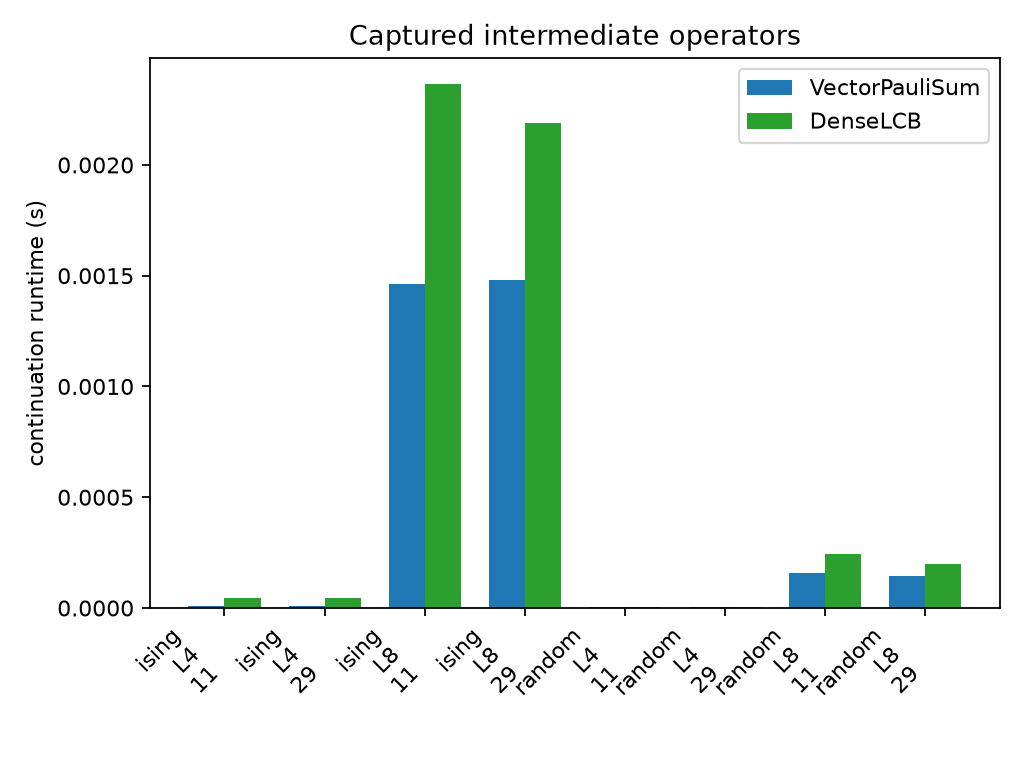 Captured intermediate operators
VectorPauliSum
DenseLCB
continuation runtime (s)
0.0020
0.0015
0.0010
0.0005
0.0000
ising
L4
11
ising
L4
29
ising
L8
11
ising
L8
29
random
L4
11
random
L4
29
random
L8
11
random
L8
29